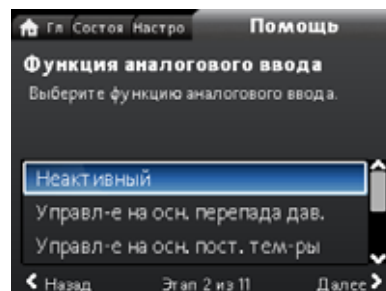 Гл Состоя Настро Помощь
Функция аналогового ввода
Выберите функцию аналогового ввода.
Неактивный
Управл-е на осн. перепада дав.
Управл-е на осн. пост. тем-ры
Назад Этап 2 из 11 Далее